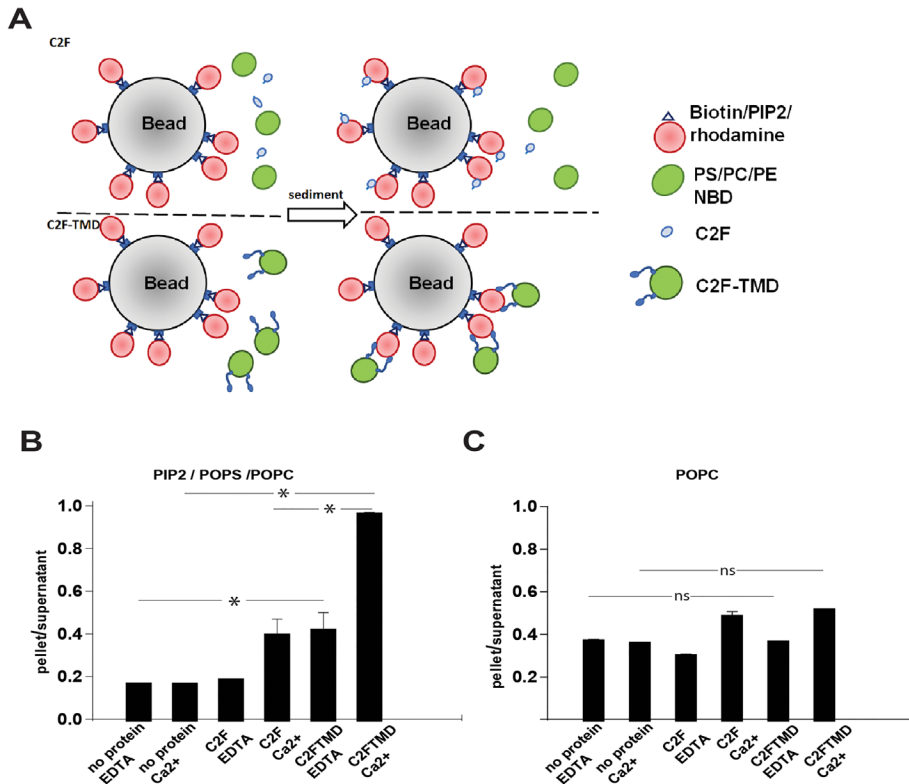 A
C2F
Bead
Bead
sediment
C2F-TMD
Bead
Bead
Biotin/PIP2/
rhodamine
PS/PC/PE
NBD
C2F
C2F-TMD
B
PIP2 / POPS /POPC
pellet/supernatant
1.0
0.8
0.6
0.4
0.2
0.0
*
*
*
no protein
EDTA
no protein
Ca2+
C2F
EDTA
C2F
Ca2+
C2FTMD
EDTA
C2FTMD
Ca2+
C
POPC
pellet/supernatant
1.0
0.8
0.6
0.4
0.2
ns
ns
no protein
EDTA
no protein
Ca2+
C2F
EDTA
C2F
Ca2+
C2FTMD
EDTA
C2FTMD
Ca2+